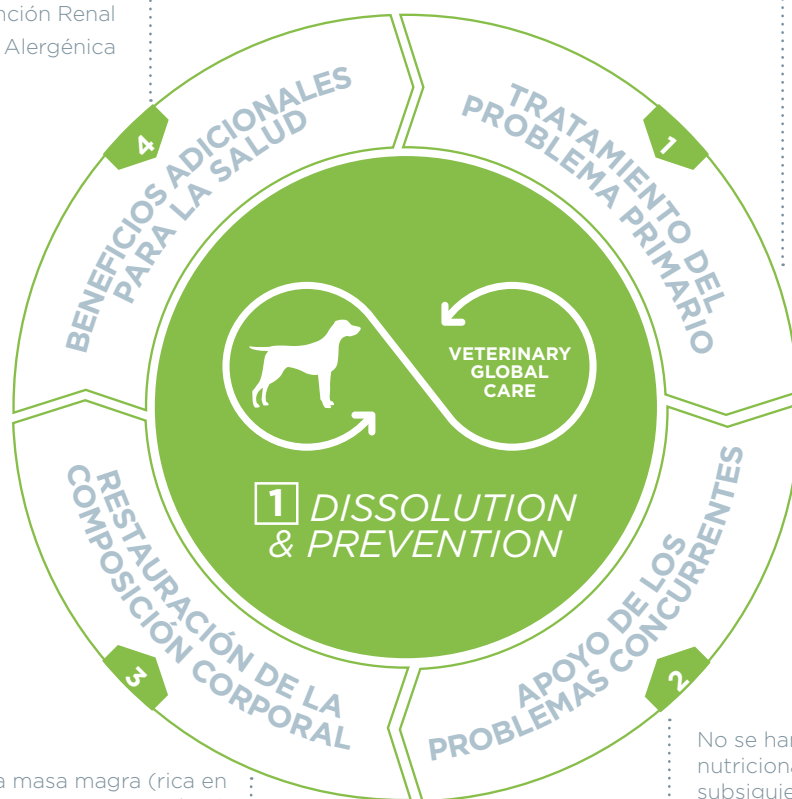 Renal
Alergénica
BENEFICIOS ADICIONALES
PARA LA SALUD
4
TRATAMIENTO DEL
PROBLEMA PRIMARIO
1
VETERINARY
GLOBAL
CARE
1 DISSOLUTION
& PREVENTION
RESTAURACIÓN DE LA
COMPOSICIÓN CORPORAL
3
APOYO DE LOS
PROBLEMAS CONCURRENTES
2
No se
masa magra (rica en